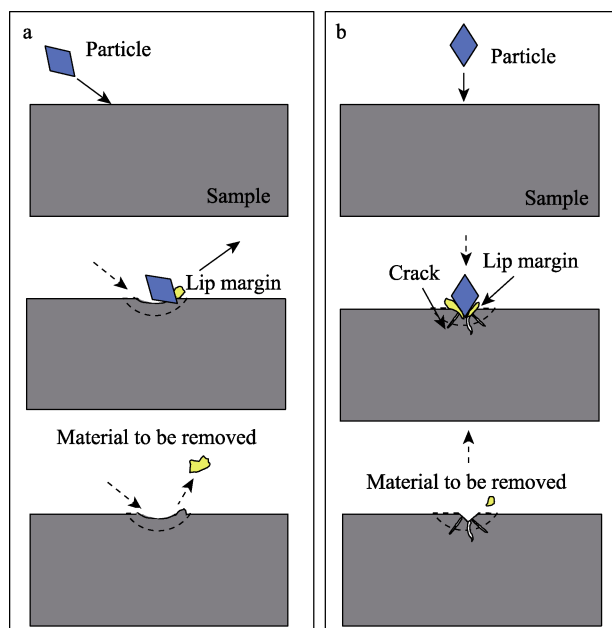 a
Particle
Sample
Lip margin
Material to be removed
b
Particle
Sample
Crack
Lip margin
Material to be removed